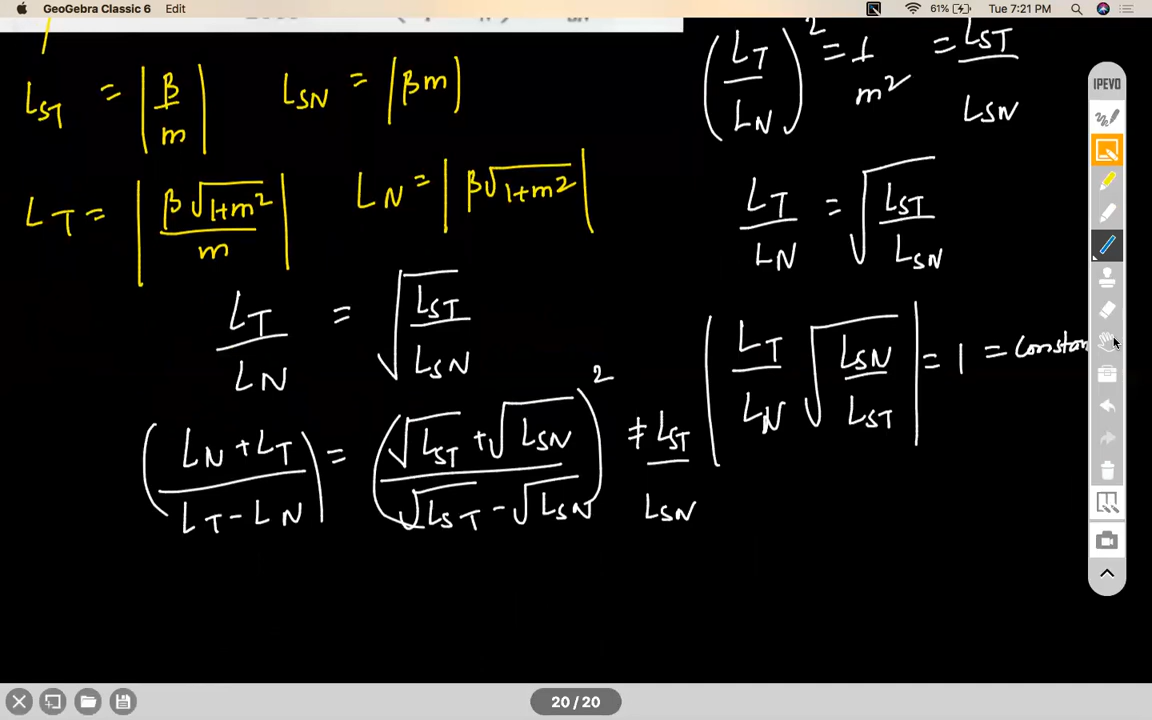 GeoGebra Classic 6 Edit 61% Tue 7:21 PM
L_ST = |β/m| L_SN = |βm|
L_T = |β√(1+m²)/m| L_N = |β√(1+m²)|
L_T/L_N = √(L_ST/L_SN)
((L_N + L_T)/(L_T - L_N)) = ((√L_ST + √L_SN)/(√L_ST - √L_SN))² ≠ L_ST/L_SN
(L_T/L_N)² = 1/m² = L_ST/L_SN
L_T/L_N = √(L_ST/L_SN)
|L_T/L_N √(L_SN/L_ST)| = 1 = constan
IPEVO
20 / 20